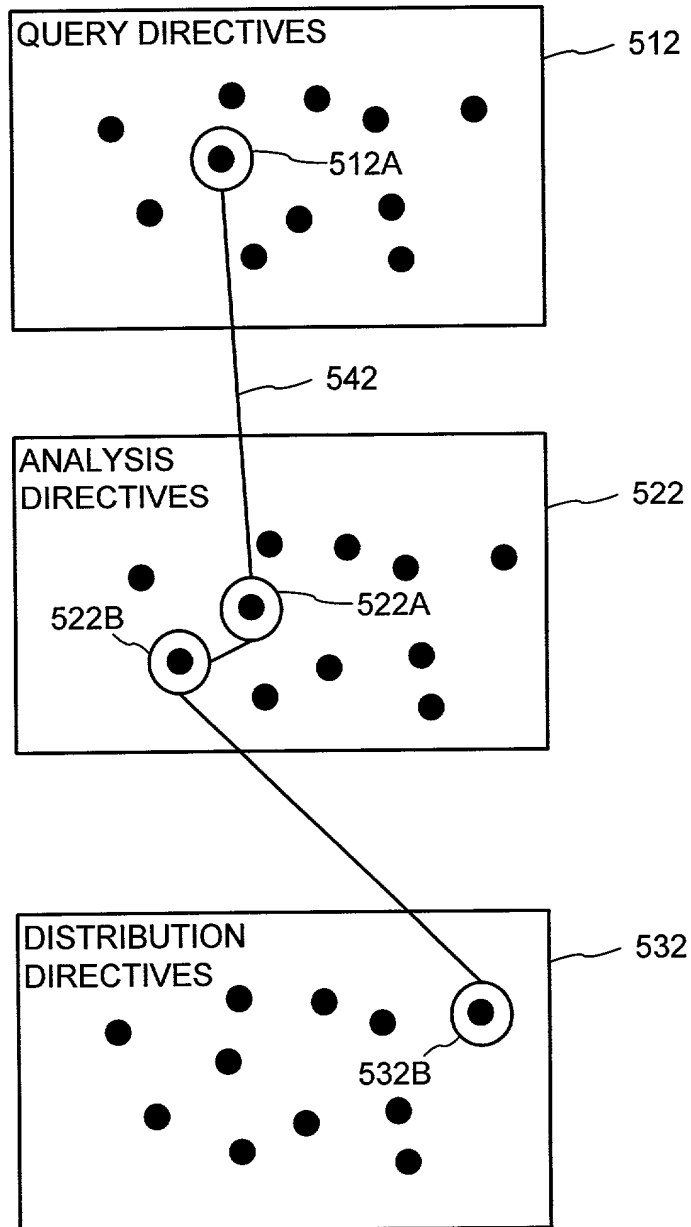 QUERY DIRECTIVES
512
512A
542
ANALYSIS
DIRECTIVES
522
522A
522B
DISTRIBUTION
DIRECTIVES
532
532B